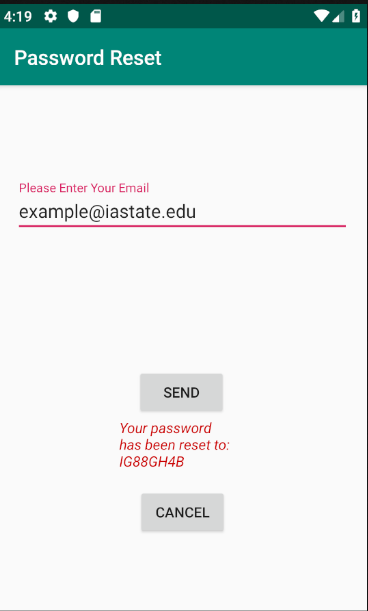 4:19
Password Reset
Please Enter Your Email
example@iastate.edu
SEND
Your password
has been reset to:
IG88GH4B
CANCEL